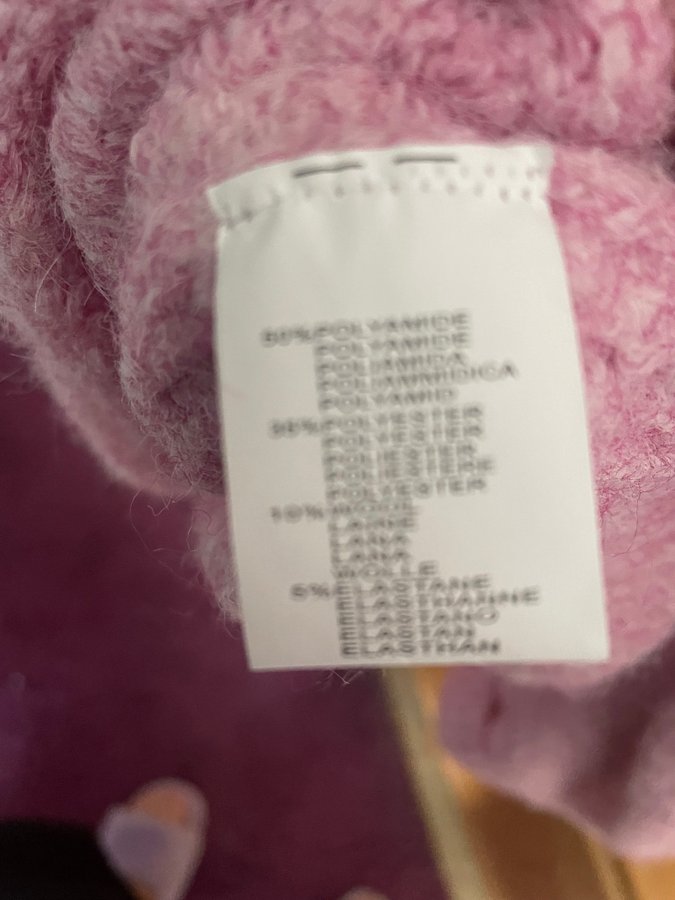 50%POLYAMIDE
POLYAMIDE
POLIAMIDA
POLIAMMIDICA
POLYAMID
35%POLYESTER
POLYESTER
POLIESTER
POLIESTERE
POLYESTER
10%WOOL
LAINE
LANA
LANA
WOLLE
5%ELASTANE
ELASTHANNE
ELASTANO
ELASTAN
ELASTHAN